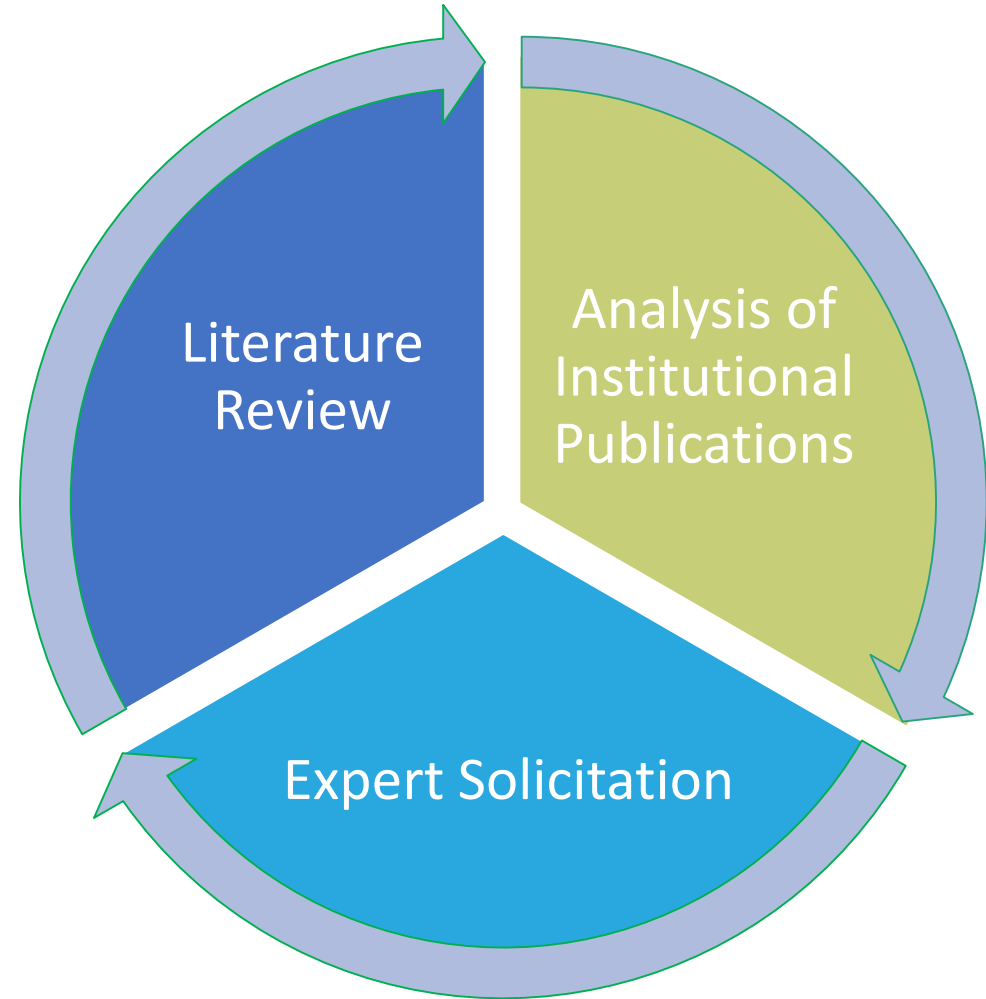 Literature
Review
Analysis of
Institutional
Publications
Expert Solicitation